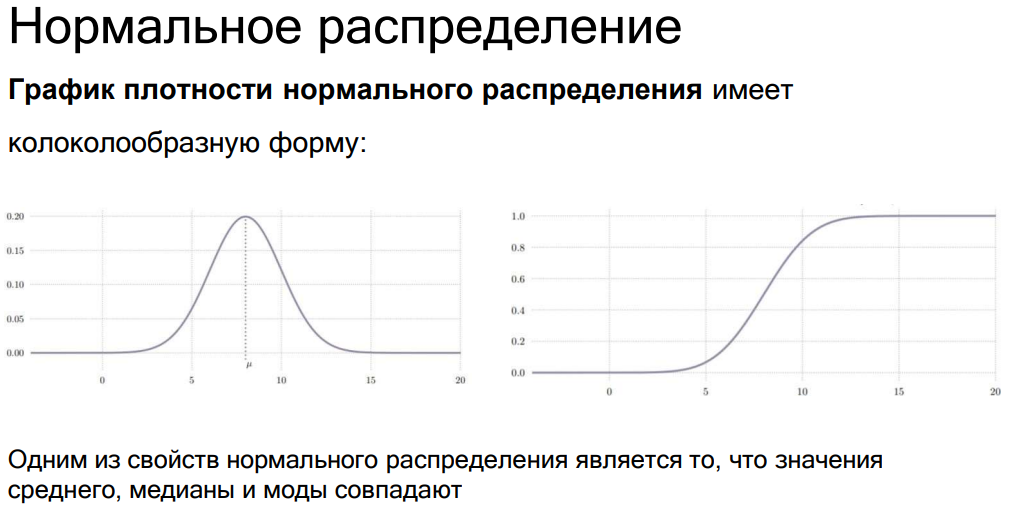 Нормальное распределение
График плотности нормального распределения имеет
колоколообразную форму:
0.20
0.15
0.10
0.05
0.00
0 5 10 15 20
μ
1.0
0.8
0.6
0.4
0.2
0.0
0 5 10 15 20
Одним из свойств нормального распределения является то, что значения
среднего, медианы и моды совпадают